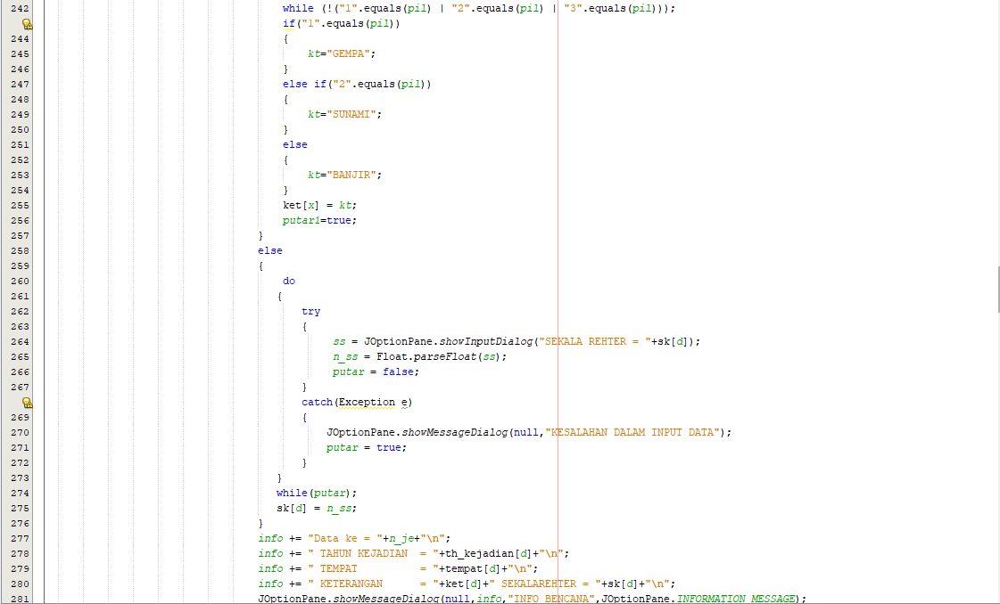 242 while (!("1".equals(pil) | "2".equals(pil) | "3".equals(pil)));
if("1".equals(pil))
244 {
245 kt="GEMPA";
246 }
247 else if("2".equals(pil))
248 {
249 kt="SUNAMI";
250 }
251 else
252 {
253 kt="BANJIR";
254 }
255 ket[x] = kt;
256 putar1=true;
257 }
258 else
259 {
260 do
261 {
262 try
263 {
264 ss = JOptionPane.showInputDialog("SEKALA REHTER = "+sk[d]);
265 n_ss = Float.parseFloat(ss);
266 putar = false;
267 }
catch(Exception e)
269 {
270 JOptionPane.showMessageDialog(null,"KESALAHAN DALAM INPUT DATA");
271 putar = true;
272 }
273 }
274 while(putar);
275 sk[d] = n_ss;
276 }
277 info += "Data ke = "+n_je+"\n";
278 info += " TAHUN KEJADIAN = "+th_kejadian[d]+"\n";
279 info += " TEMPAT = "+tempat[d]+"\n";
280 info += " KETERANGAN = "+ket[d]+" SEKALAREHTER = "+sk[d]+"\n";
281 JOptionPane.showMessageDialog(null,info,"INFO BENCANA",JOptionPane.INFORMATION_MESSAGE);